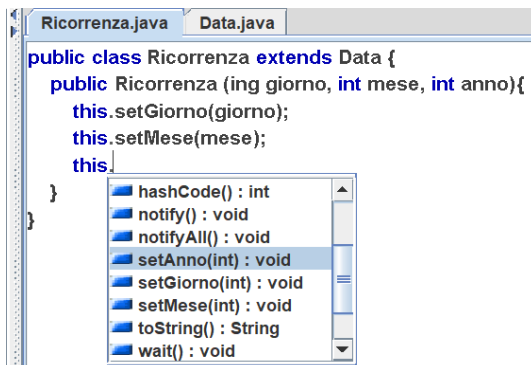 Ricorrenza.java Data.java
public class Ricorrenza extends Data {
public Ricorrenza (ing giorno, int mese, int anno){
this.setGiorno(giorno);
this.setMese(mese);
this.
}
}
hashCode() : int
notify() : void
notifyAll() : void
setAnno(int) : void
setGiorno(int) : void
setMese(int) : void
toString() : String
wait() : void